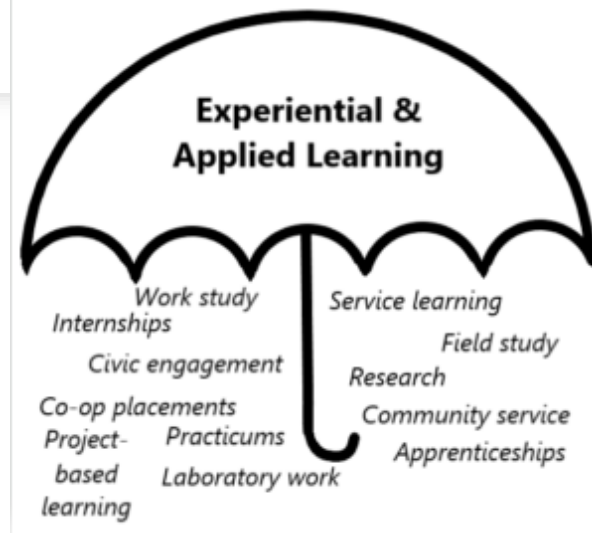 Experiential &
Applied Learning
Work study
Internships
Civic engagement
Co-op placements
Project-
based
learning
Practicums
Laboratory work
Service learning
Field study
Research
Community service
Apprenticeships